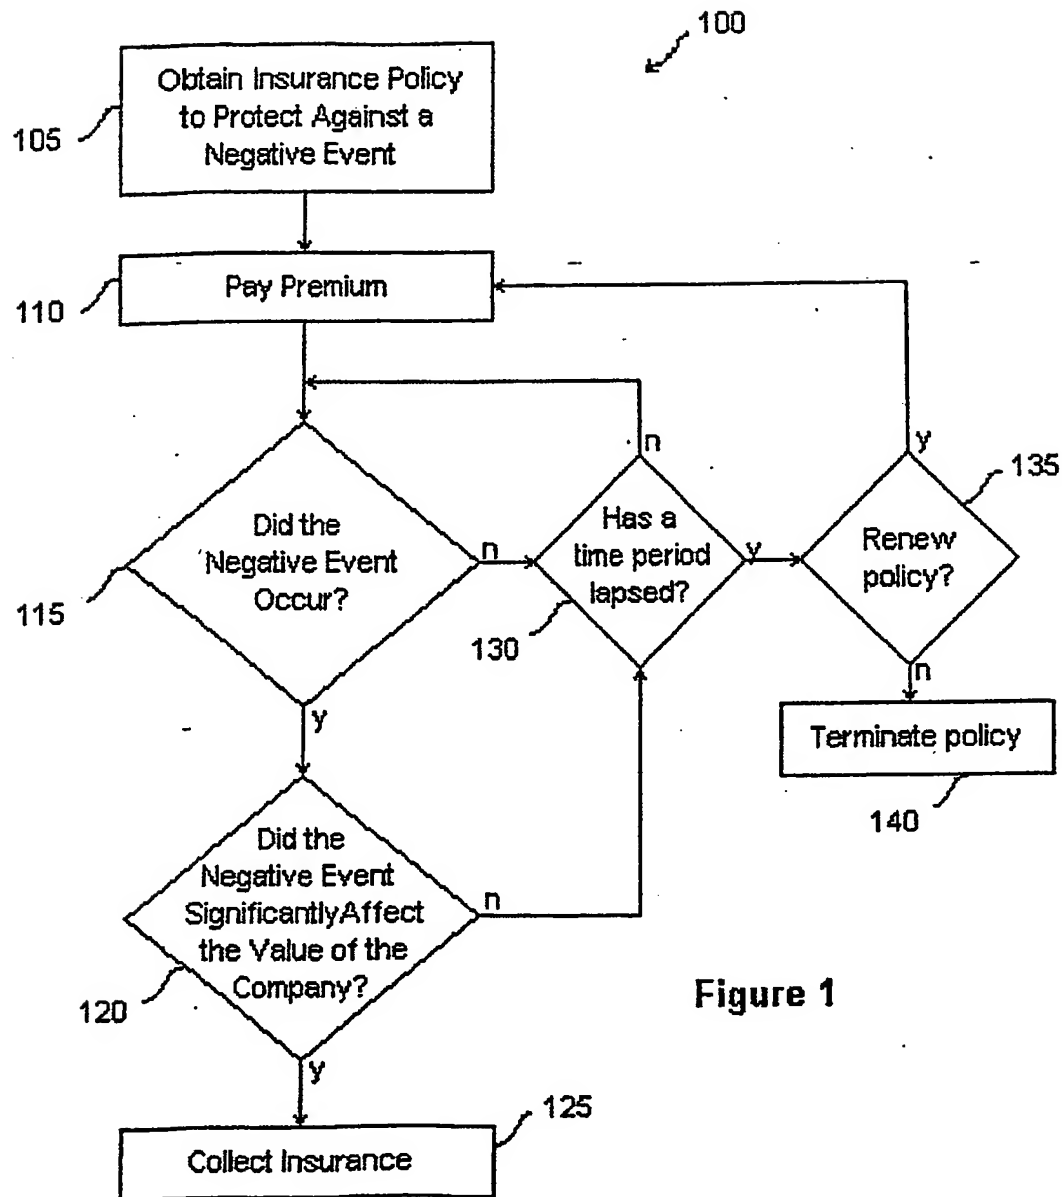 100
Obtain Insurance Policy
to Protect Against a
Negative Event
105
Pay Premium
110
Did the
Negative Event
Occur?
115
n
y
Has a
time period
lapsed?
130
n
y
Renew
policy?
135
y
n
Terminate policy
140
Did the
Negative Event
SignificantlyAffect
the Value of the
Company?
120
n
y
Figure 1
Collect Insurance
125